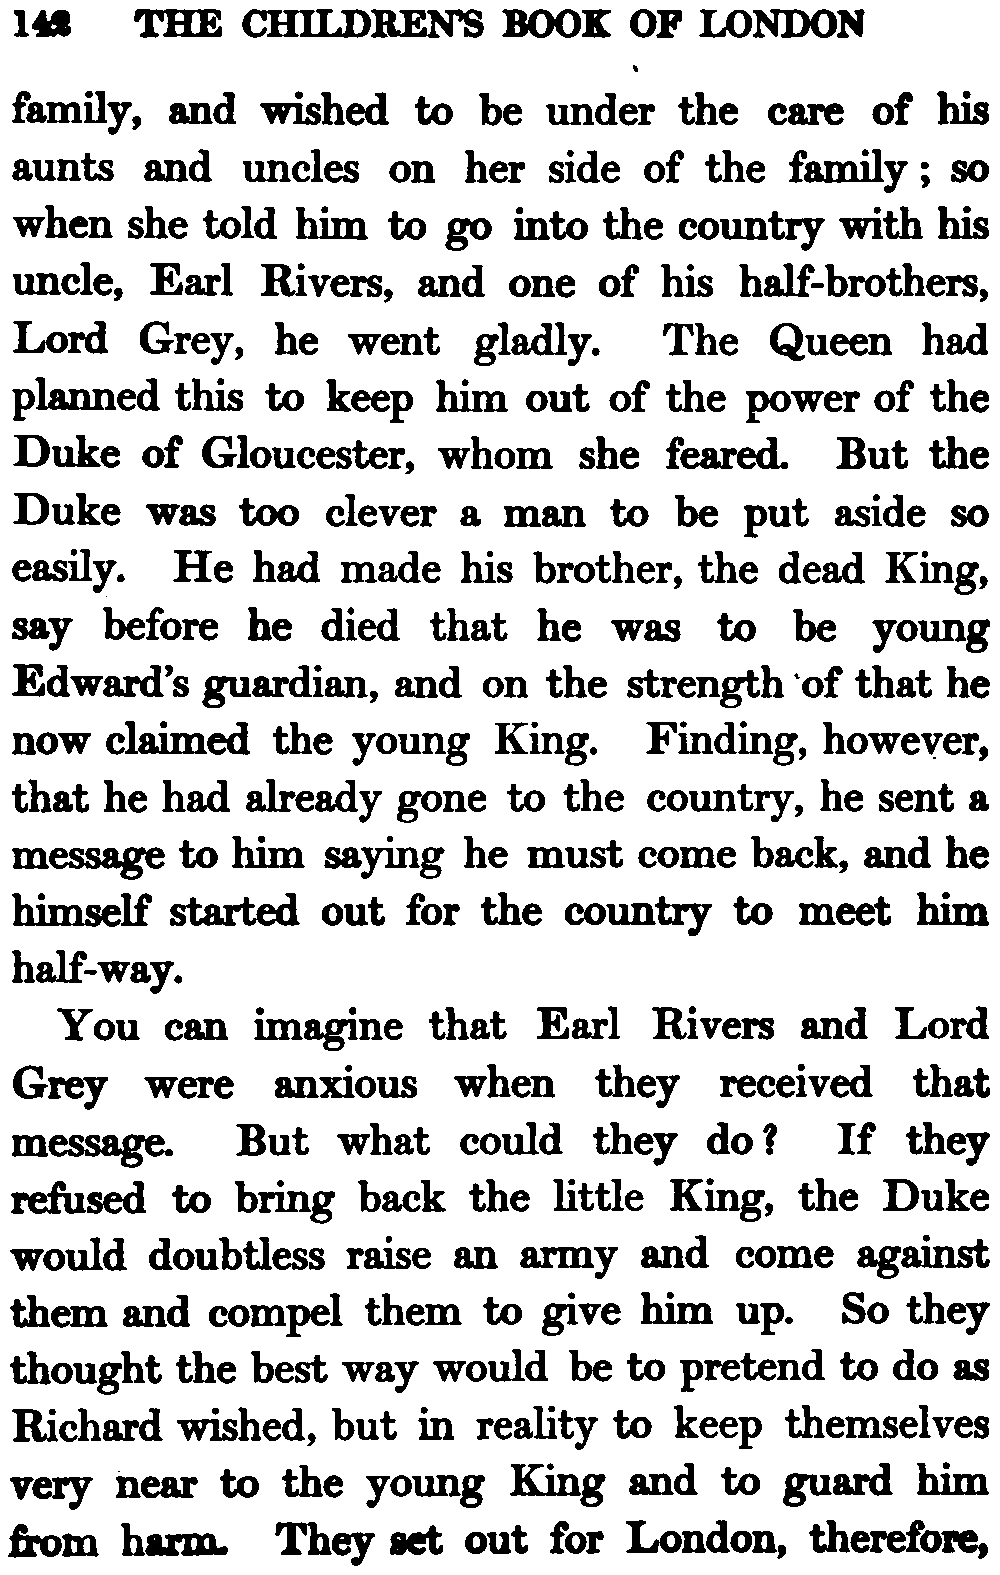 142 THE CHILDREN'S BOOK OF LONDON
family, and wished to be under the care of his
aunts and uncles on her side of the family; so
when she told him to go into the country with his
uncle, Earl Rivers, and one of his half-brothers,
Lord Grey, he went gladly. The Queen had
planned this to keep him out of the power of the
Duke of Gloucester, whom she feared. But the
Duke was too clever a man to be put aside so
easily. He had made his brother, the dead King,
say before he died that he was to be young
Edward's guardian, and on the strength of that he
now claimed the young King. Finding, however,
that he had already gone to the country, he sent a
message to him saying he must come back, and he
himself started out for the country to meet him
half-way.
You can imagine that Earl Rivers and Lord
Grey were anxious when they received that
message. But what could they do? If they
refused to bring back the little King, the Duke
would doubtless raise an army and come against
them and compel them to give him up. So they
thought the best way would be to pretend to do as
Richard wished, but in reality to keep themselves
very near to the young King and to guard him
from harm. They set out for London, therefore,